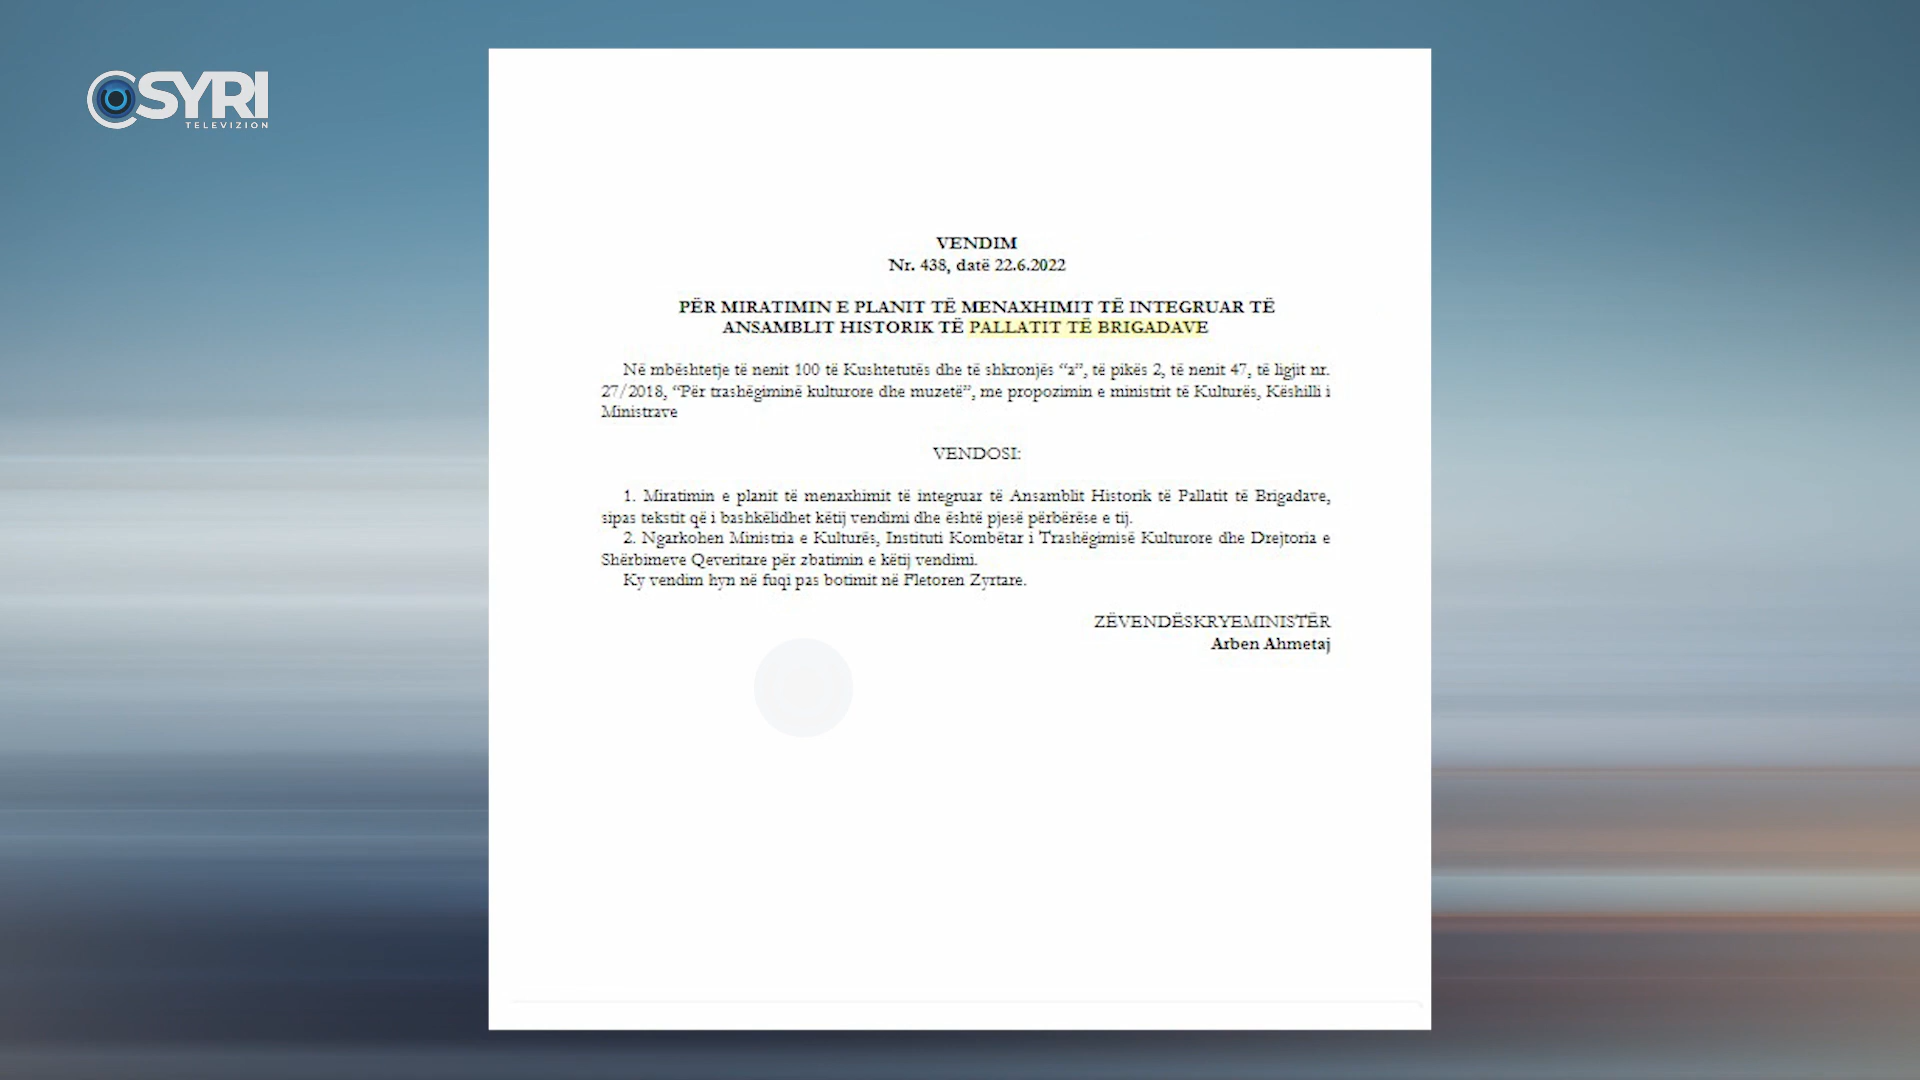 SYRI
TELEVIZION
VENDIM
Nr. 438, datë 22.6.2022
PËR MIRATIMIN E PLANIT TË MENAXHIMIT TË INTEGRUAR TË
ANSAMBLIT HISTORIK TË PALLATIT TË BRIGADAVE
Në mbështetje të nenit 100 të Kushtetutës dhe të shkronjës “a”, të pikës 2, të nenit 47, të ligjit nr.
27/2018, “Për trashëgiminë kulturore dhe muzetë”, me propozimin e ministrit të Kulturës, Këshilli i
Ministrave
VENDOSI:
1. Miratimin e planit të menaxhimit të integruar të Ansamblit Historik të Pallatit të Brigadave,
sipas tekstit që i bashkëlidhet këtij vendimi dhe është pjesë përbërëse e tij.
2. Ngarkohen Ministria e Kulturës, Instituti Kombëtar i Trashëgimisë Kulturore dhe Drejtoria e
Shërbimeve Qeveritare për zbatimin e këtij vendimi.
Ky vendim hyn në fuqi pas botimit në Fletoren Zyrtare.
ZËVENDËSKRYEMINISTËR
Arben Ahmetaj